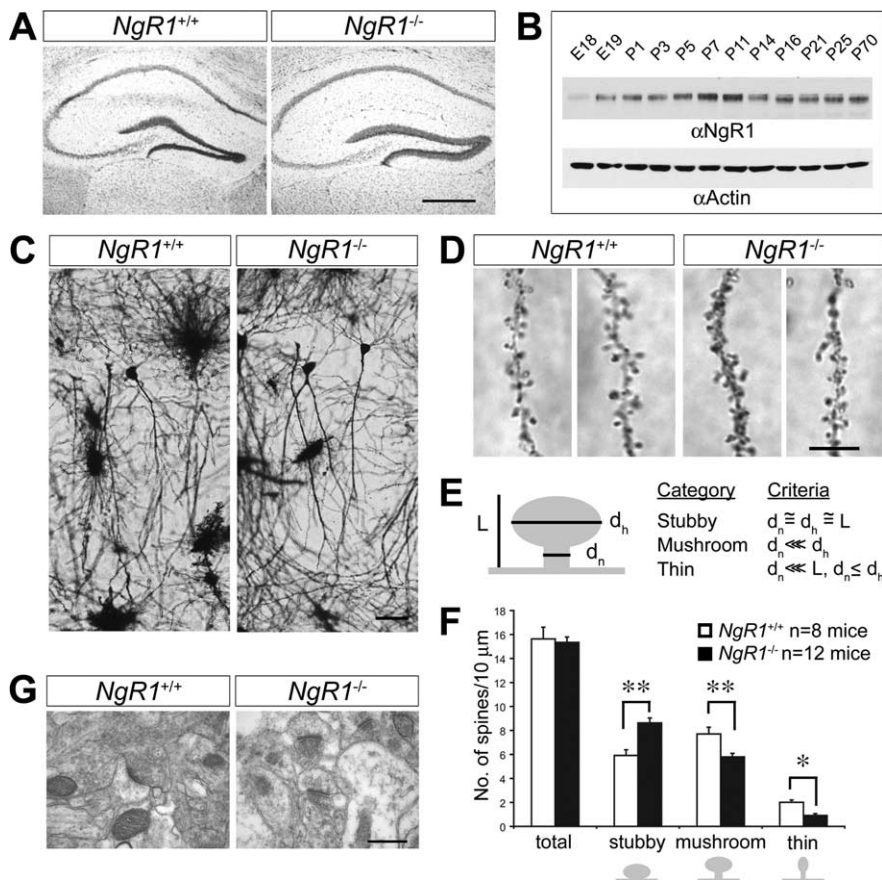 A
NgR1+/+
NgR1-/-
B
E18 E19 P1 P3 P5 P7 P11 P14 P16 P21 P25 P70
αNgR1
αActin
C
NgR1+/+
NgR1-/-
D
NgR1+/+
NgR1-/-
E
L
dh
dn
Category Criteria
Stubby dn ≅ dh ≅ L
Mushroom dn <<< dh
Thin dn <<< L, dn ≤ dh
F
NgR1+/+ n=8 mice
NgR1-/- n=12 mice
No. of spines/10 μm
16
14
12
10
8
6
4
2
0
** ** *
total stubby mushroom thin
G
NgR1+/+
NgR1-/-